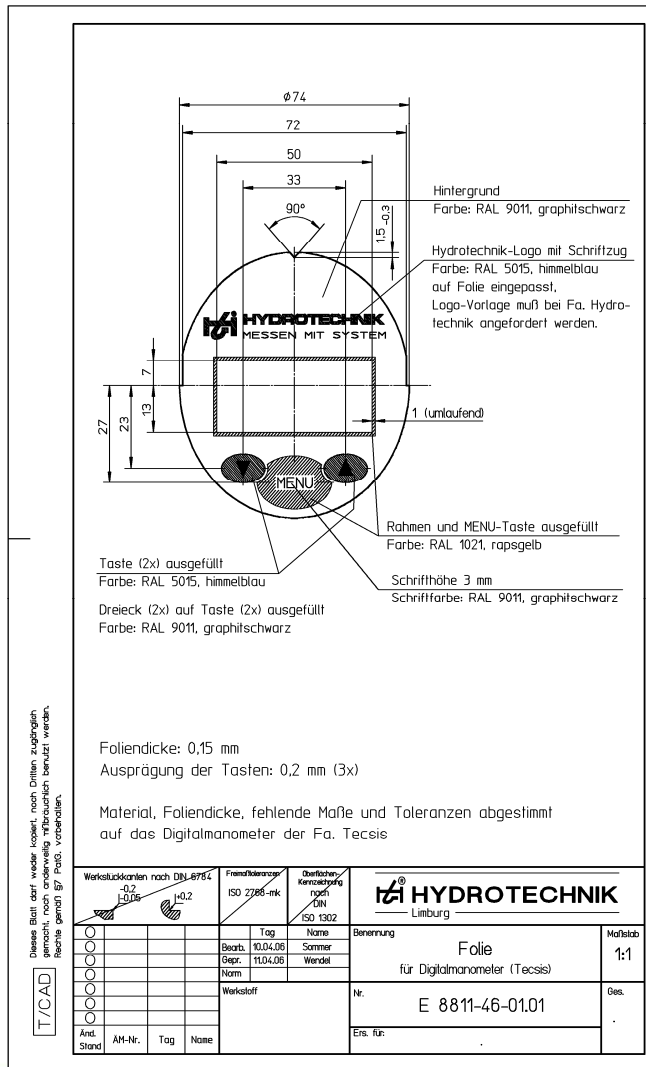 ø74
72
50
33
90°
1,5 -0,3
Hintergrund
Farbe: RAL 9011, graphitschwarz
Hydrotechnik-Logo mit Schriftzug
Farbe: RAL 5015, himmelblau
auf Folie eingepasst,
Logo-Vorlage muß bei Fa. Hydro-
technik angefordert werden.
HYDROTECHNIK
MESSEN MIT SYSTEM
7
13
23
27
1 (umlaufend)
MENU
Rahmen und MENU-Taste ausgefüllt
Farbe: RAL 1021, rapsgelb
Taste (2x) ausgefüllt
Farbe: RAL 5015, himmelblau
Schrifthöhe 3 mm
Schriftfarbe: RAL 9011, graphitschwarz
Dreieck (2x) auf Taste (2x) ausgefüllt
Farbe: RAL 9011, graphitschwarz
Foliendicke: 0,15 mm
Ausprägung der Tasten: 0,2 mm (3x)
Material, Foliendicke, fehlende Maße und Toleranzen abgestimmt
auf das Digitalmanometer der Fa. Tecsis
Dieses Blatt darf weder kopiert, noch Dritten zugänglich
gemacht, noch anderweitig mißbräuchlich benutzt werden.
Rechte gemäß §7 PatG. vorbehalten.
T/CAD
Werkstückkanten nach DIN 6784
-0,2
-0,05
+0,2
Freimaßtoleranzen
ISO 2768-mk
Oberflächen-
Kennzeichnung
nach
DIN
ISO 1302
® HYDROTECHNIK
Limburg
Tag Name
Bearb. 10.04.06 Sommer
Gepr. 11.04.06 Wendel
Norm
Benennung
Folie
für Digitalmanometer (Tecsis)
Maßstab
1:1
Werkstoff
Nr.
E 8811-46-01.01
Ges.
.
Änd.
Stand ÄM-Nr. Tag Name
Ers. für:
.